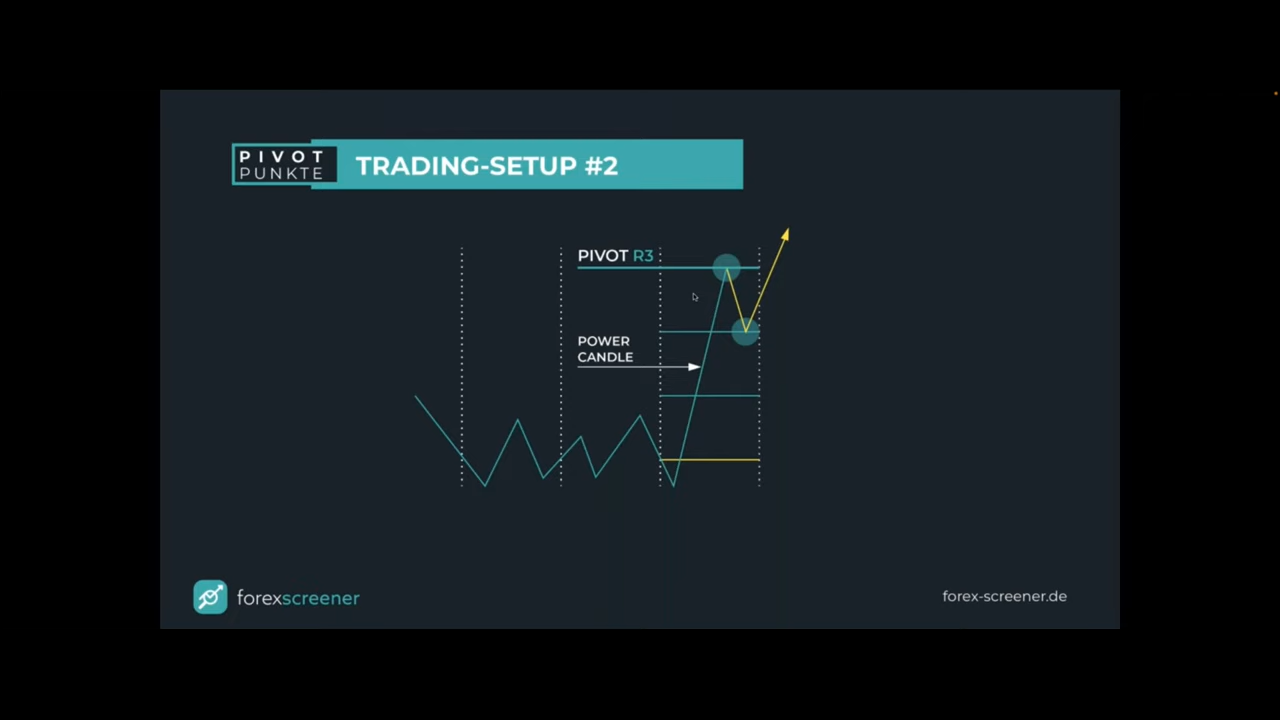 PIVOT
PUNKTE
TRADING-SETUP #2
PIVOT R3
POWER
CANDLE
forexscreener
forex-screener.de